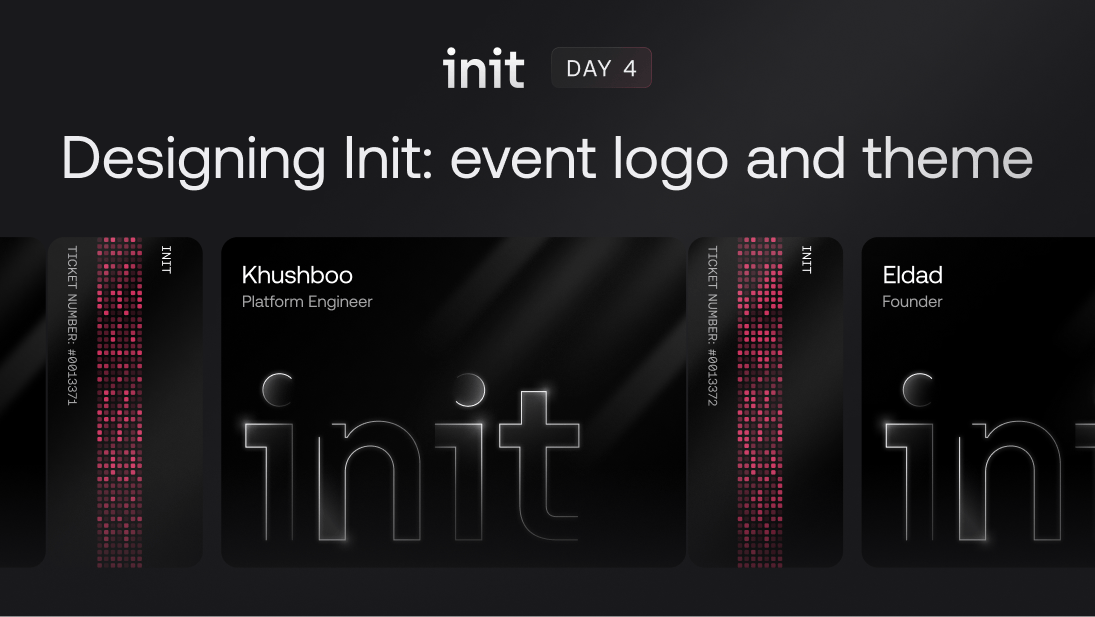 init
DAY 4
Designing Init: event logo and theme
TICKET NUMBER: #0013371
INIT
Khushboo
Platform Engineer
init
TICKET NUMBER: #0013372
INIT
Eldad
Founder
in